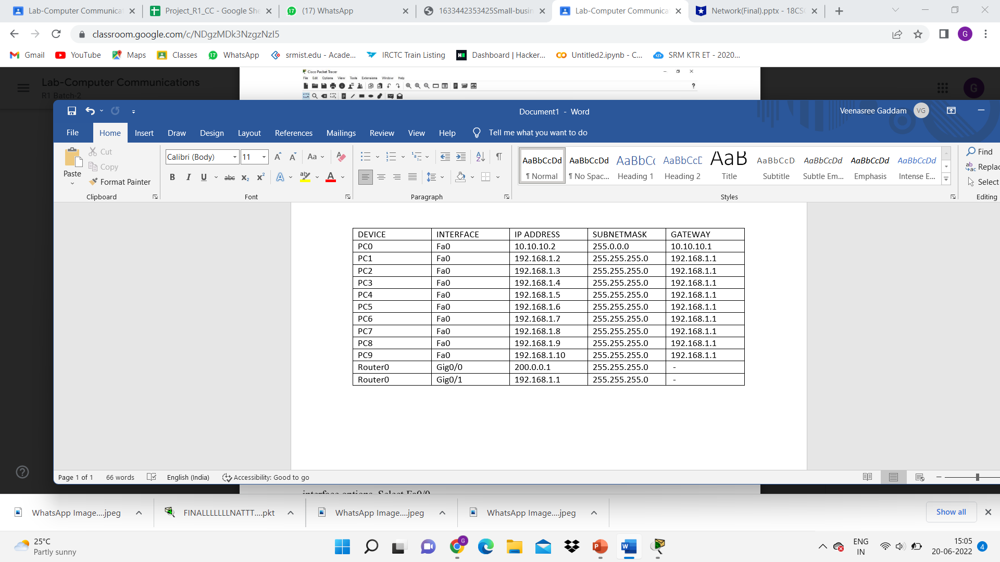 Lab-Computer Communicat
Project_R1_CC - Google She
(17) WhatsApp
1633442353425Small-busin
Lab-Computer Communica
Network(Final).pptx - 18CS
classroom.google.com/c/NDgzMDk3NzgzNzI5
G
Gmail
YouTube
Maps
Classes
WhatsApp
srmist.edu - Acade...
IRCTC Train Listing
Dashboard | Hacker...
Untitled2.ipynb - C...
SRM KTR ET - 2020...
Lab-Computer Communications
R1 Batch-2
G
Cisco Packet Tracer
File Edit Options View Tools Extensions Window Help
Document1 - Word
Veenasree Gaddam
VG
File Home Insert Draw Design Layout References Mailings Review View Help Tell me what you want to do
Paste
Cut
Copy
Format Painter
Clipboard
Calibri (Body) 11
Font
Paragraph
AaBbCcDd AaBbCcDd AaBbCc AaBbCcD AaB AaBbCcD AaBbCcDd AaBbCcDd AaBbCcDd
¶ Normal ¶ No Spac... Heading 1 Heading 2 Title Subtitle Subtle Em... Emphasis Intense E...
Styles
Find
Replac
Select
Editing
DEVICE INTERFACE IP ADDRESS SUBNETMASK GATEWAY
PC0 Fa0 10.10.10.2 255.0.0.0 10.10.10.1
PC1 Fa0 192.168.1.2 255.255.255.0 192.168.1.1
PC2 Fa0 192.168.1.3 255.255.255.0 192.168.1.1
PC3 Fa0 192.168.1.4 255.255.255.0 192.168.1.1
PC4 Fa0 192.168.1.5 255.255.255.0 192.168.1.1
PC5 Fa0 192.168.1.6 255.255.255.0 192.168.1.1
PC6 Fa0 192.168.1.7 255.255.255.0 192.168.1.1
PC7 Fa0 192.168.1.8 255.255.255.0 192.168.1.1
PC8 Fa0 192.168.1.9 255.255.255.0 192.168.1.1
PC9 Fa0 192.168.1.10 255.255.255.0 192.168.1.1
Router0 Gig0/0 200.0.0.1 255.255.255.0 -
Router0 Gig0/1 192.168.1.1 255.255.255.0 -
Page 1 of 1 66 words English (India) Accessibility: Good to go
interface options. Select Fa0/0
WhatsApp Image....jpeg
FINALLLLLLLNATTT....pkt
WhatsApp Image....jpeg
WhatsApp Image....jpeg
Show all
25°C
Partly sunny
ENG
IN
15:05
20-06-2022
4